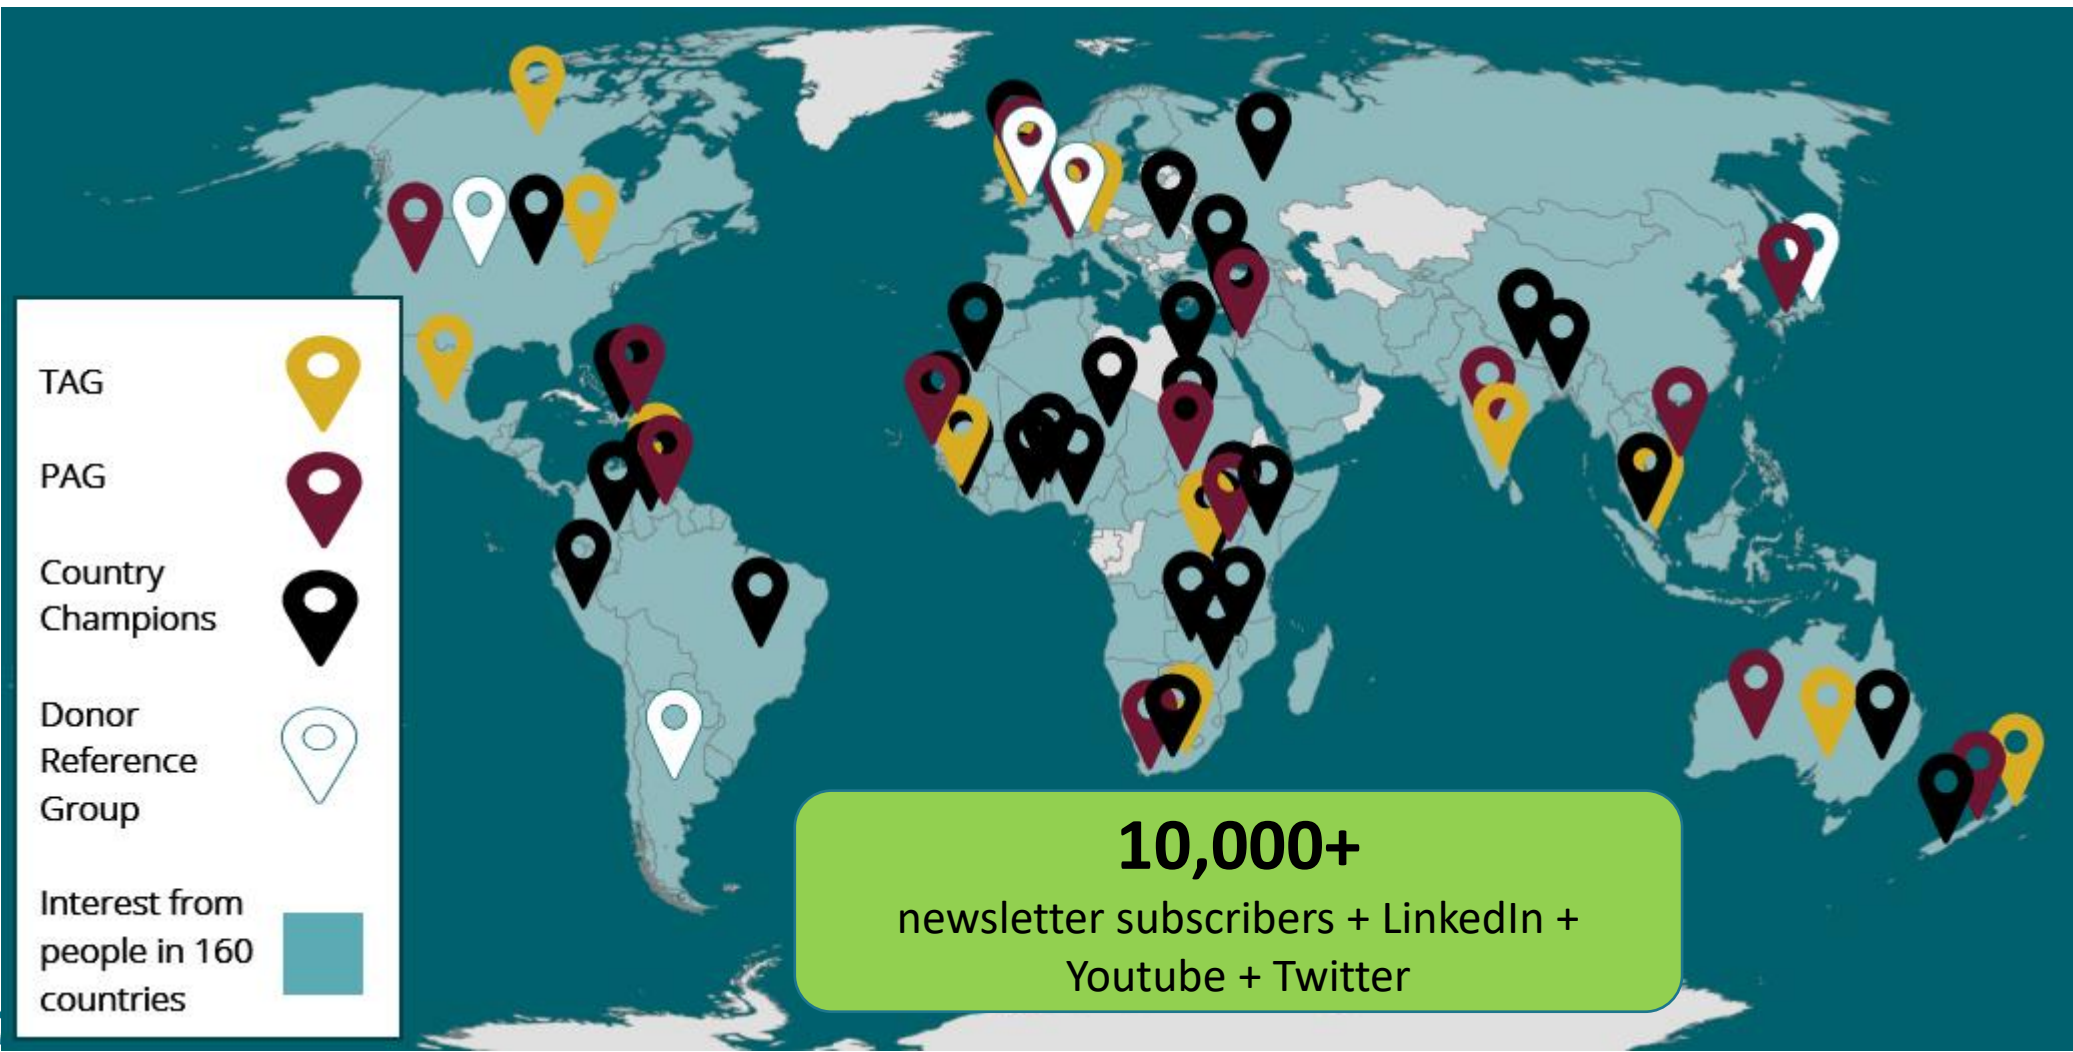 TAG
PAG
Country
Champions
Donor
Reference
Group
Interest from
people in 160
countries
10,000+
newsletter subscribers + LinkedIn +
Youtube + Twitter